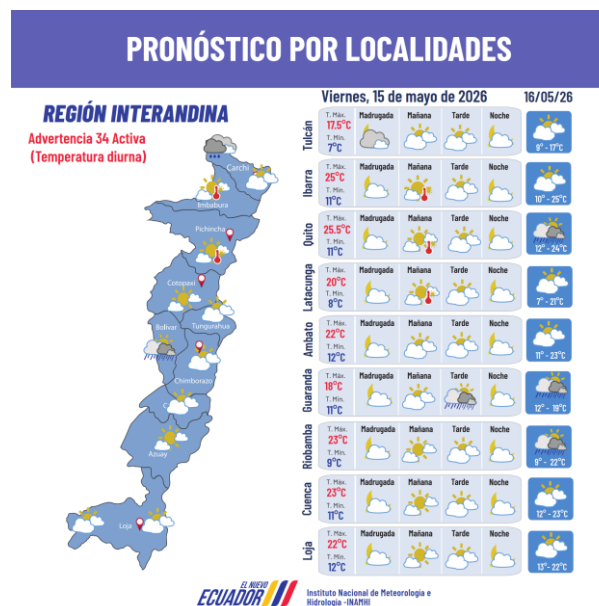 PRONÓSTICO POR LOCALIDADES
REGIÓN INTERANDINA
Advertencia 34 Activa
(Temperatura diurna)
Carchi
Imbabura
Pichincha
Cotopaxi
Bolívar
Tungurahua
Chimborazo
Azuay
Loja
Viernes, 15 de mayo de 2026
16/05/26
Tulcán
T. Máx.
17.5°C
T. Mín.
7°C
Madrugada
Mañana
Tarde
Noche
9° - 17°C
Ibarra
T. Máx.
25°C
T. Mín.
11°C
Madrugada
Mañana
Tarde
Noche
10° - 25°C
Quito
T. Máx.
25.5°C
T. Mín.
11°C
Madrugada
Mañana
Tarde
Noche
12° - 24°C
Latacunga
T. Máx.
20°C
T. Mín.
8°C
Madrugada
Mañana
Tarde
Noche
7° - 21°C
Ambato
T. Máx.
22°C
T. Mín.
12°C
Madrugada
Mañana
Tarde
Noche
11° - 23°C
Guaranda
T. Máx.
18°C
T. Mín.
11°C
Madrugada
Mañana
Tarde
Noche
12° - 19°C
Riobamba
T. Máx.
23°C
T. Mín.
9°C
Madrugada
Mañana
Tarde
Noche
9° - 22°C
Cuenca
T. Máx.
23°C
T. Mín.
11°C
Madrugada
Mañana
Tarde
Noche
12° - 23°C
Loja
T. Máx.
22°C
T. Mín.
12°C
Madrugada
Mañana
Tarde
Noche
13° - 22°C
EL NUEVO
ECUADOR
Instituto Nacional de Meteorología e
Hidrología -INAMHI